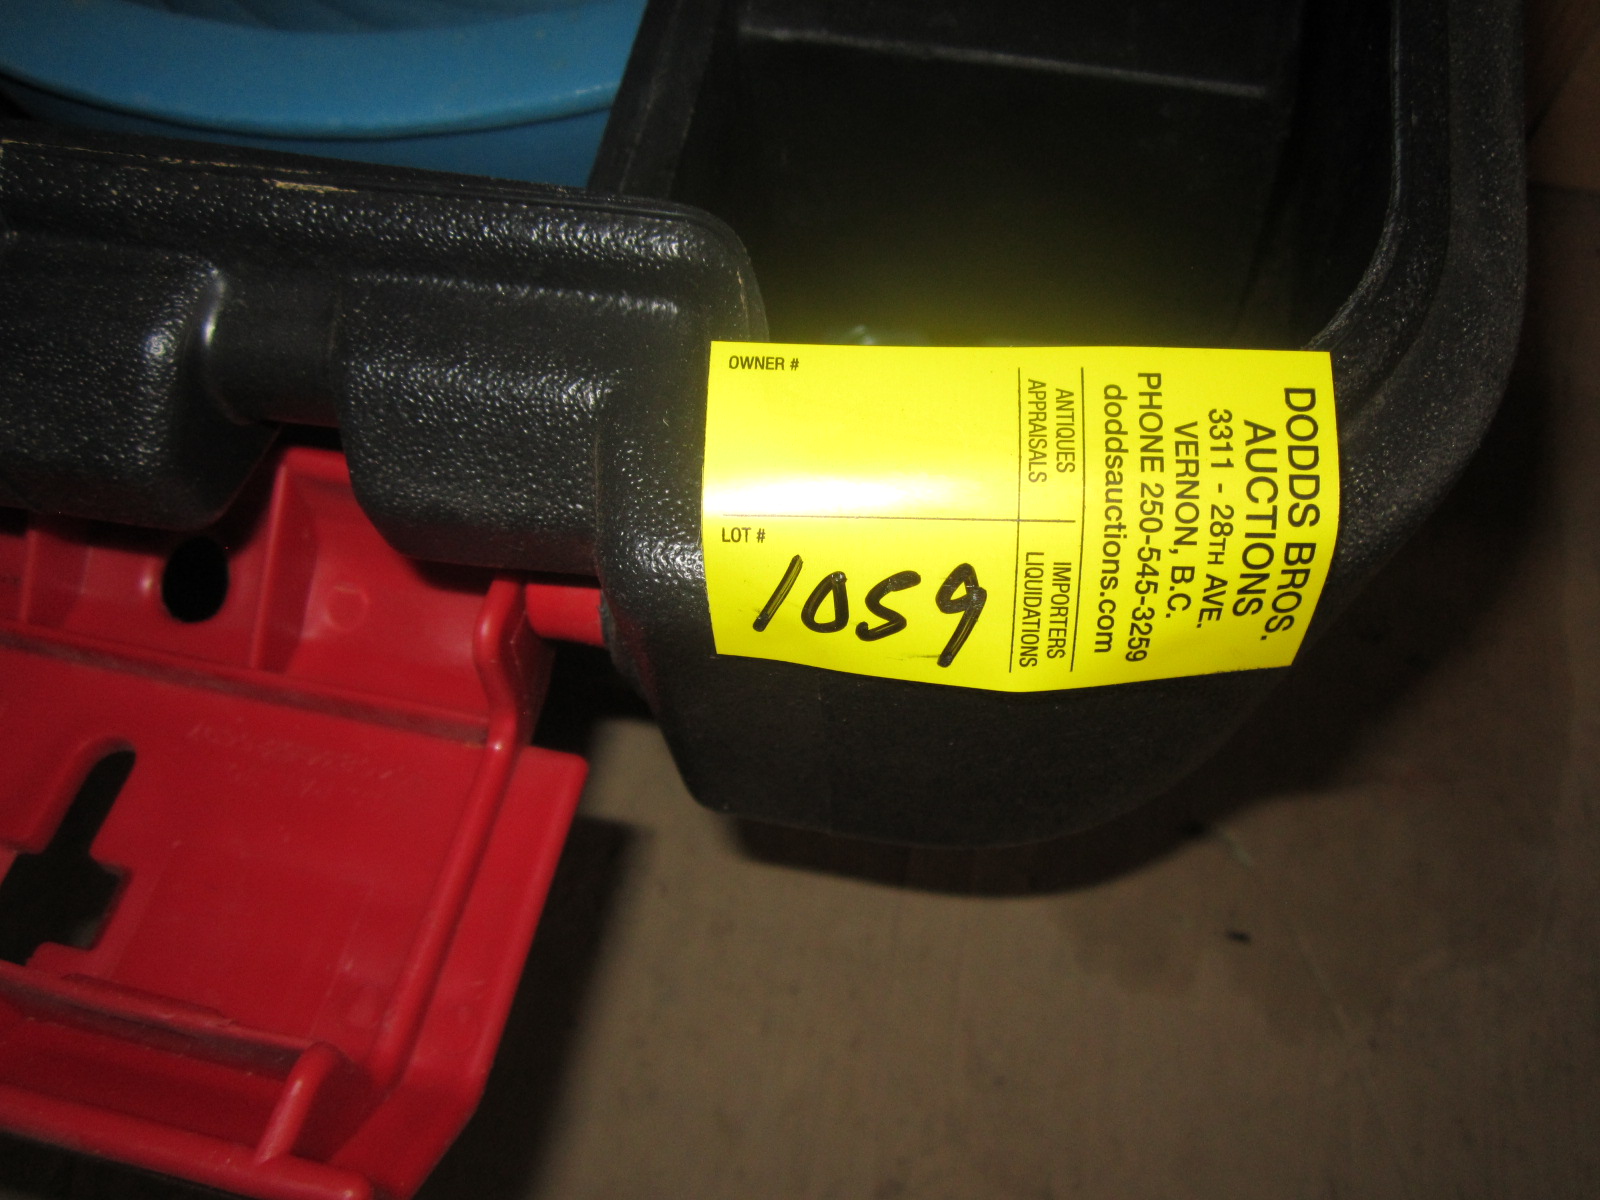 DODDS BROS.
AUCTIONS
3311 - 28TH AVE.
VERNON, B.C.
PHONE 250-545-3259
doddsauctions.com
ANTIQUES
APPRAISALS
IMPORTERS
LIQUIDATIONS
OWNER #
LOT #
1059